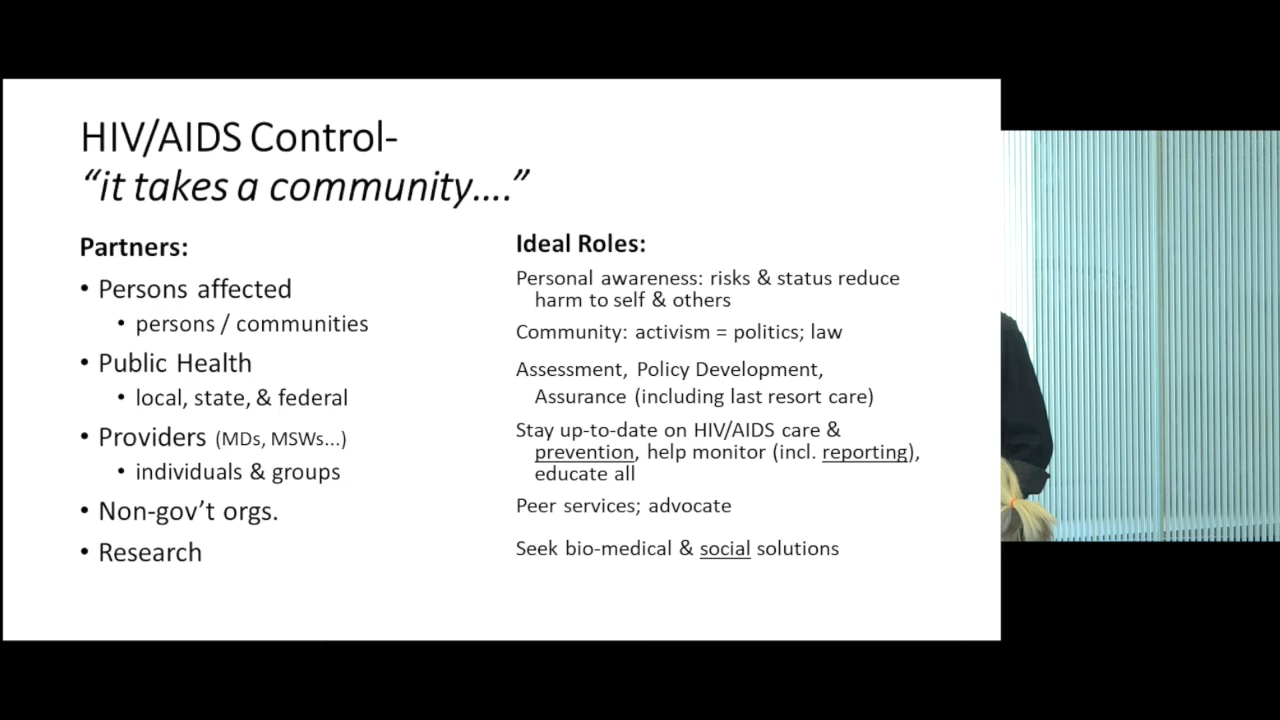 HIV/AIDS Control-
“it takes a community....”
Partners:
• Persons affected
• persons / communities
• Public Health
• local, state, & federal
• Providers (MDs, MSWs...)
• individuals & groups
• Non-gov’t orgs.
• Research
Ideal Roles:
Personal awareness: risks & status reduce
harm to self & others
Community: activism = politics; law
Assessment, Policy Development,
Assurance (including last resort care)
Stay up-to-date on HIV/AIDS care &
prevention, help monitor (incl. reporting),
educate all
Peer services; advocate
Seek bio-medical & social solutions